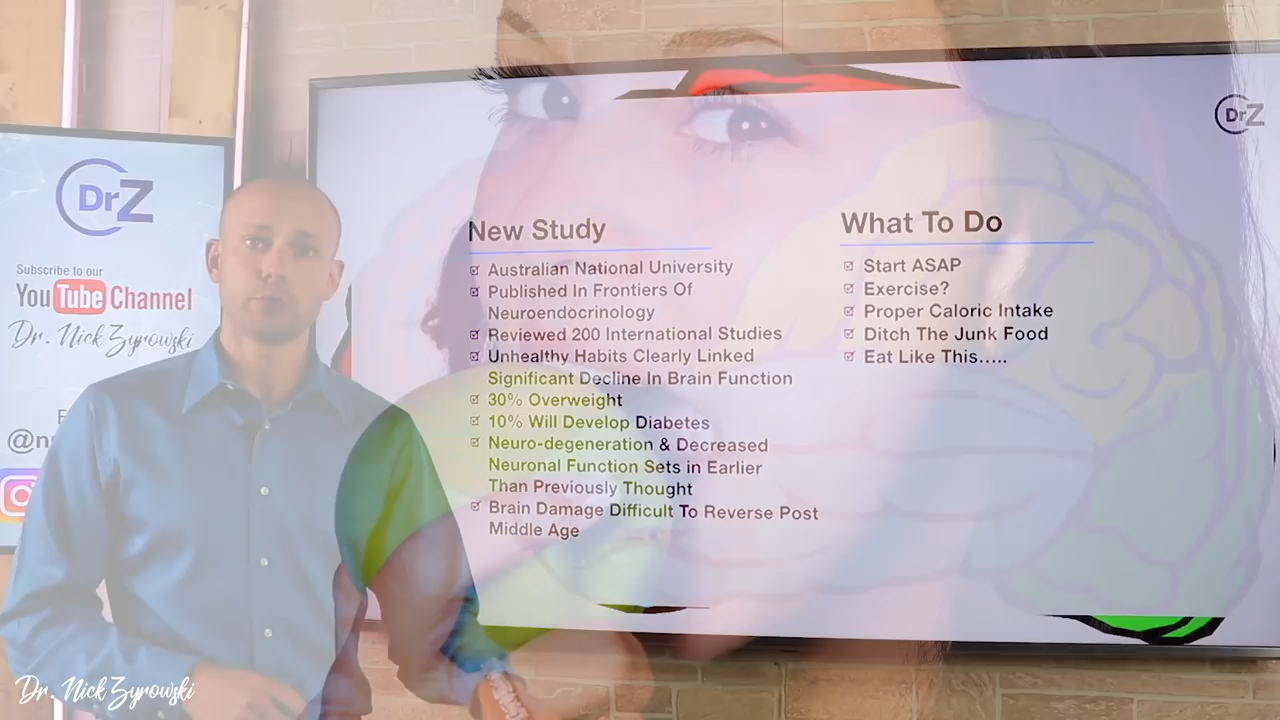 DrZ
Subscribe to our
YouTube Channel
Dr. Nick Zyrowski
DrZ
New Study
Australian National University
Published In Frontiers Of
Neuroendocrinology
Reviewed 200 International Studies
Unhealthy Habits Clearly Linked
Significant Decline In Brain Function
30% Overweight
10% Will Develop Diabetes
Neuro-degeneration & Decreased
Neuronal Function Sets in Earlier
Than Previously Thought
Brain Damage Difficult To Reverse Post
Middle Age
What To Do
Start ASAP
Exercise?
Proper Caloric Intake
Ditch The Junk Food
Eat Like This.....
Dr. Nick Zyrowski